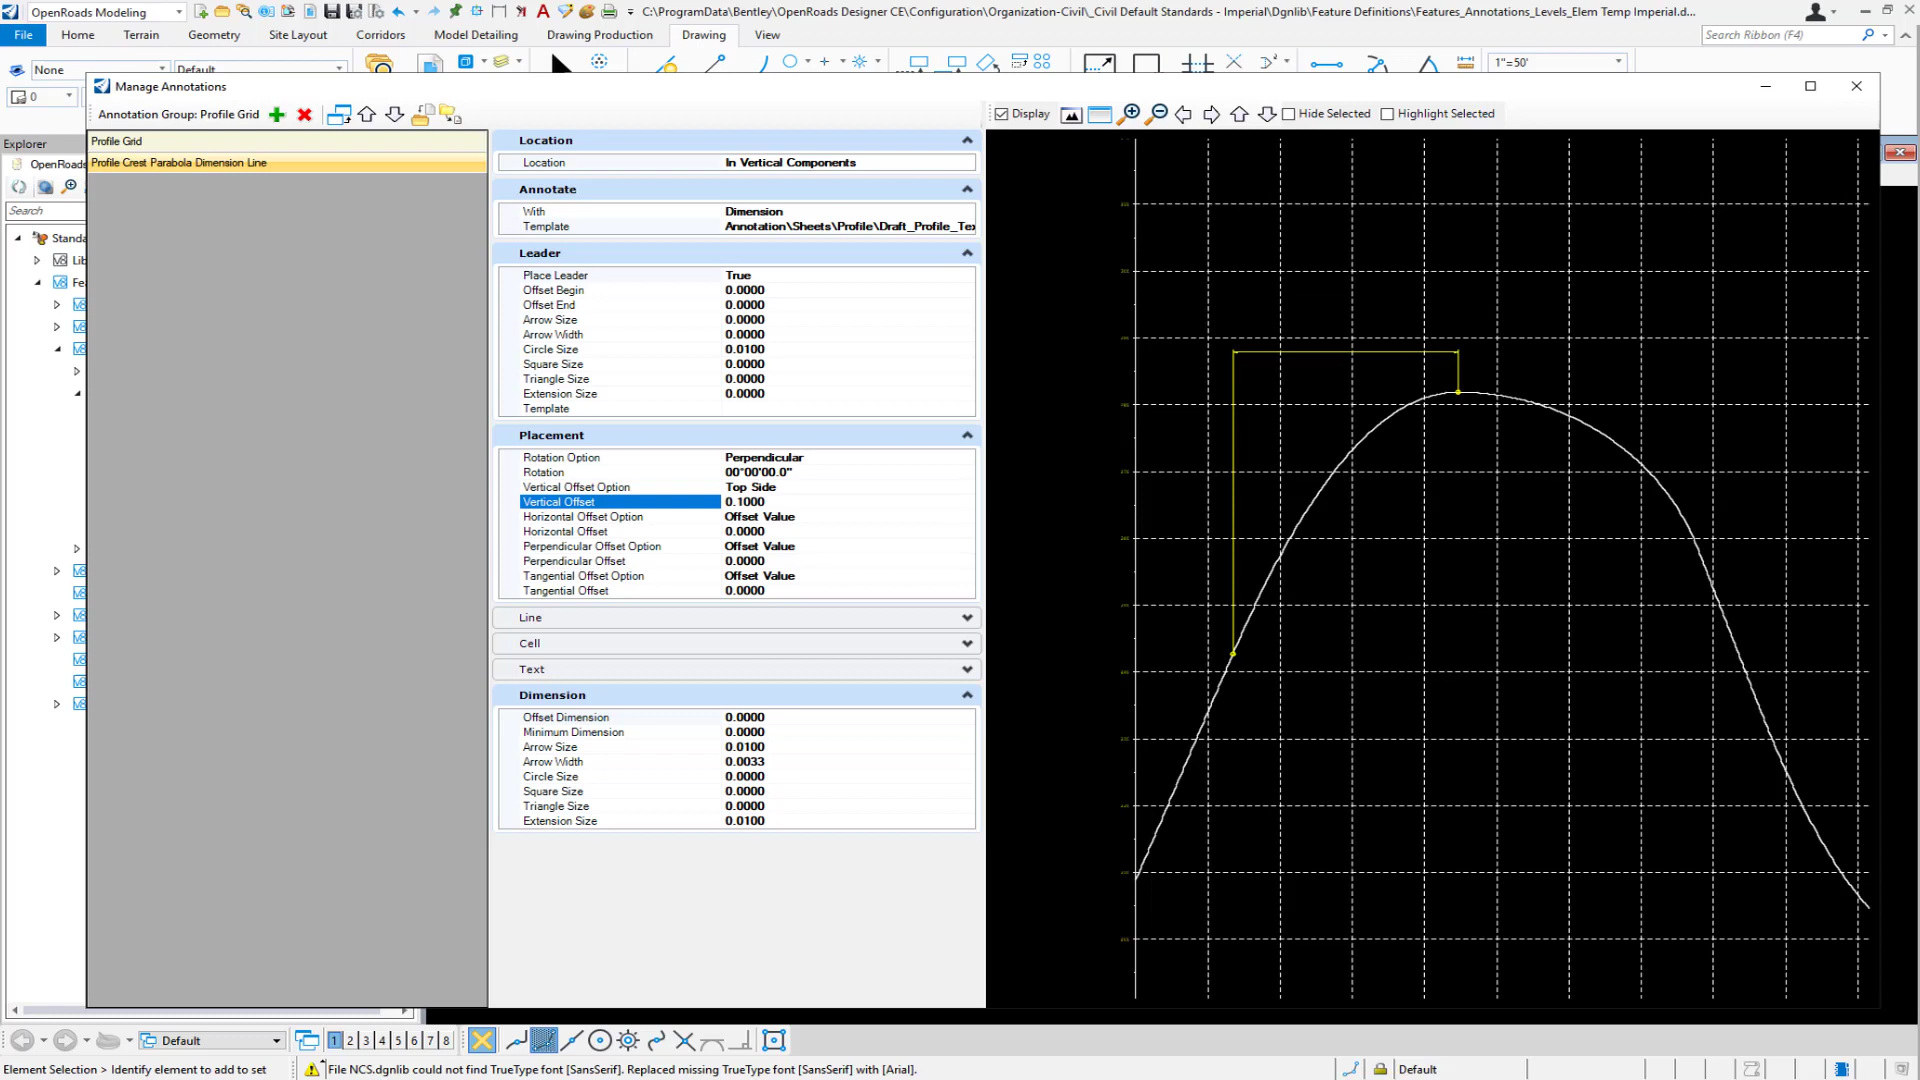 OpenRoads Modeling
C:\ProgramData\Bentley\OpenRoads Designer CE\Configuration\Organization-Civil\_Civil Default Standards - Imperial\Dgnlib\Feature Definitions\Features_Annotations_Levels_Elem Temp Imperial.d...
File Home Terrain Geometry Site Layout Corridors Model Detailing Drawing Production Drawing View Search Ribbon (F4)
None Default 1"=50'
0
Manage Annotations
Annotation Group: Profile Grid
Display Hide Selected Highlight Selected
Explorer
OpenRoads
Search
Standa
Lib
Fea
Profile Grid
Profile Crest Parabola Dimension Line
Location
Location In Vertical Components
Annotate
With Dimension
Template Annotation\Sheets\Profile\Draft_Profile_Tex
Leader
Place Leader True
Offset Begin 0.0000
Offset End 0.0000
Arrow Size 0.0000
Arrow Width 0.0000
Circle Size 0.0100
Square Size 0.0000
Triangle Size 0.0000
Extension Size 0.0000
Template
Placement
Rotation Option Perpendicular
Rotation 00°00'00.0"
Vertical Offset Option Top Side
Vertical Offset 0.1000
Horizontal Offset Option Offset Value
Horizontal Offset 0.0000
Perpendicular Offset Option Offset Value
Perpendicular Offset 0.0000
Tangential Offset Option Offset Value
Tangential Offset 0.0000
Line
Cell
Text
Dimension
Offset Dimension 0.0000
Minimum Dimension 0.0000
Arrow Size 0.0100
Arrow Width 0.0033
Circle Size 0.0000
Square Size 0.0000
Triangle Size 0.0000
Extension Size 0.0100
Default 1 2 3 4 5 6 7 8
Element Selection > Identify element to add to set File NCS.dgnlib could not find TrueType font [SansSerif]. Replaced missing TrueType font [SansSerif] with [Arial]. Default